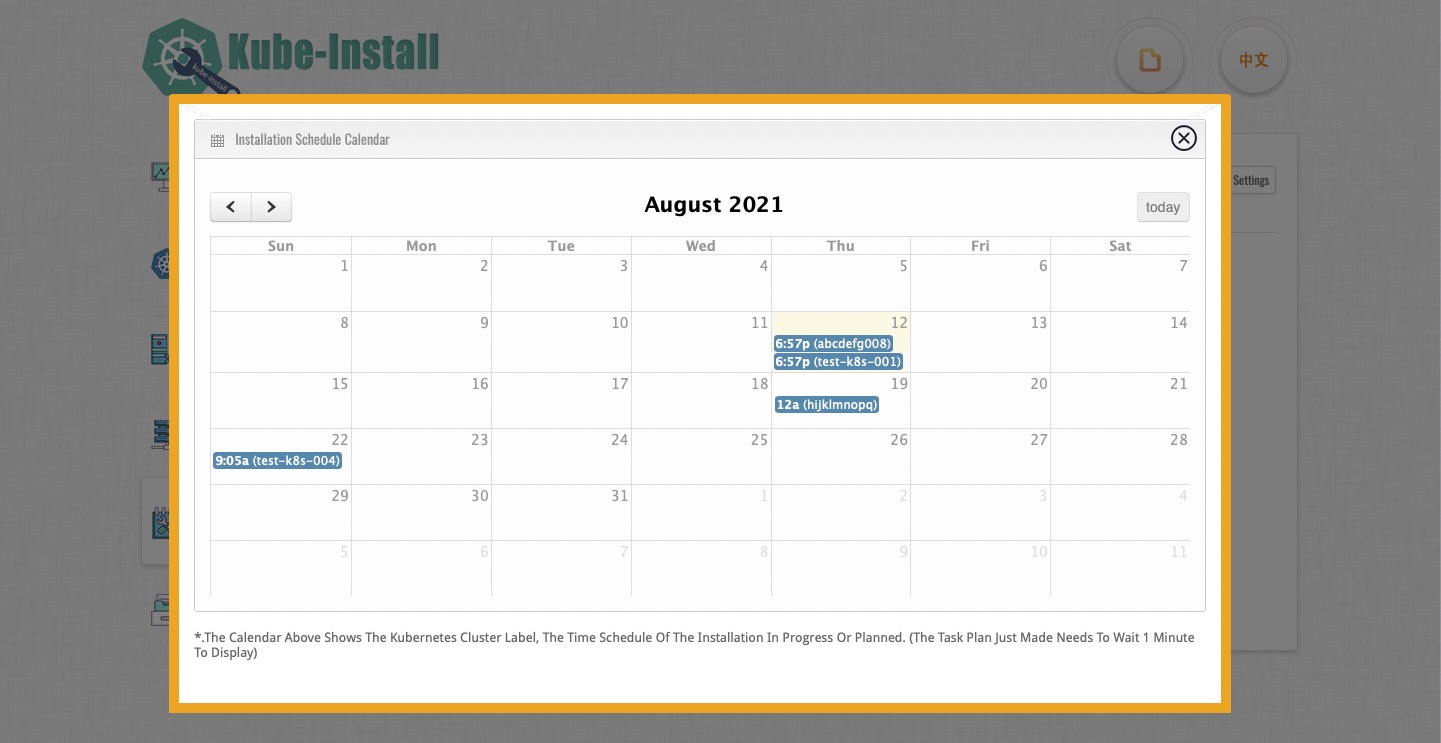 Kube-Install
kube-install
中文
Installation Schedule Calendar
Settings
August 2021
today
Sun Mon Tue Wed Thu Fri Sat
1 2 3 4 5 6 7
8 9 10 11 12 13 14
6:57p (abcdefg008)
6:57p (test-k8s-001)
15 16 17 18 19 20 21
12a (hijklmnopq)
22 23 24 25 26 27 28
9:05a (test-k8s-004)
29 30 31 1 2 3 4
5 6 7 8 9 10 11
*.The Calendar Above Shows The Kubernetes Cluster Label, The Time Schedule Of The Installation In Progress Or Planned. (The Task Plan Just Made Needs To Wait 1 Minute
To Display)